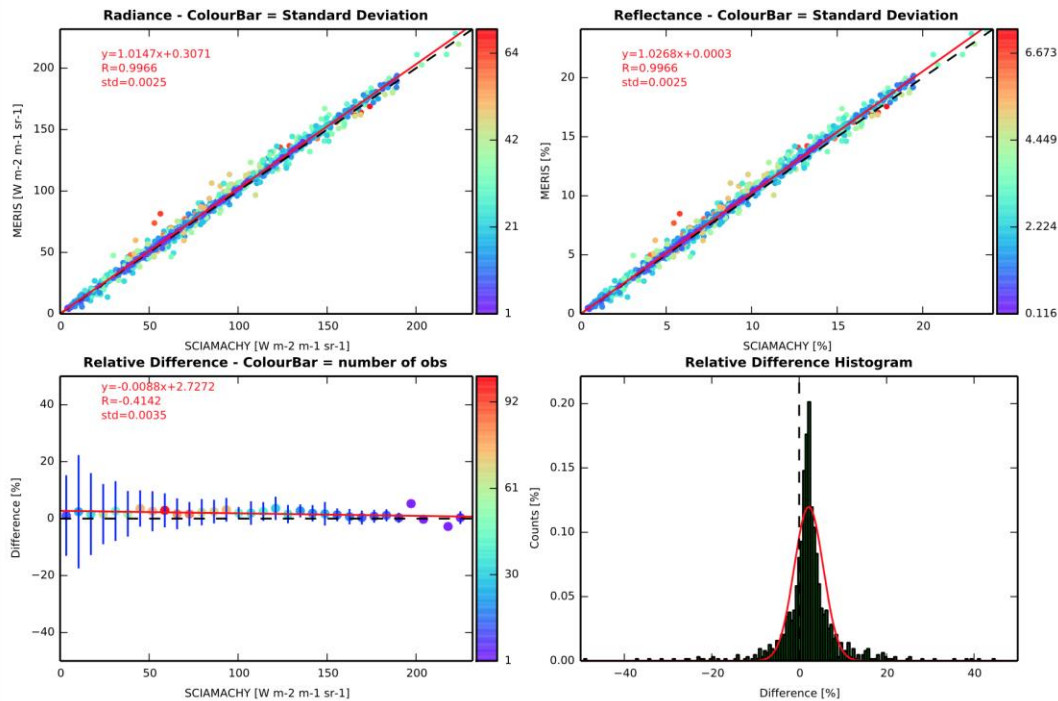 Radiance - ColourBar = Standard Deviation
y=1.0147x+0.3071
R=0.9966
std=0.0025
MERIS [W m-2 m-1 sr-1]
200
150
100
50
0
0 50 100 150 200
SCIAMACHY [W m-2 m-1 sr-1]
64
42
21
1
Reflectance - ColourBar = Standard Deviation
y=1.0268x+0.0003
R=0.9966
std=0.0025
MERIS [%]
20
15
10
5
0
0 5 10 15 20
SCIAMACHY [%]
6.673
4.449
2.224
0.116
Relative Difference - ColourBar = number of obs
y=-0.0088x+2.7272
R=-0.4142
std=0.0035
Difference [%]
40
20
0
−20
−40
0 50 100 150 200
SCIAMACHY [W m-2 m-1 sr-1]
92
61
30
1
Relative Difference Histogram
Counts [%]
0.20
0.15
0.10
0.05
0.00
−40 −20 0 20 40
Difference [%]